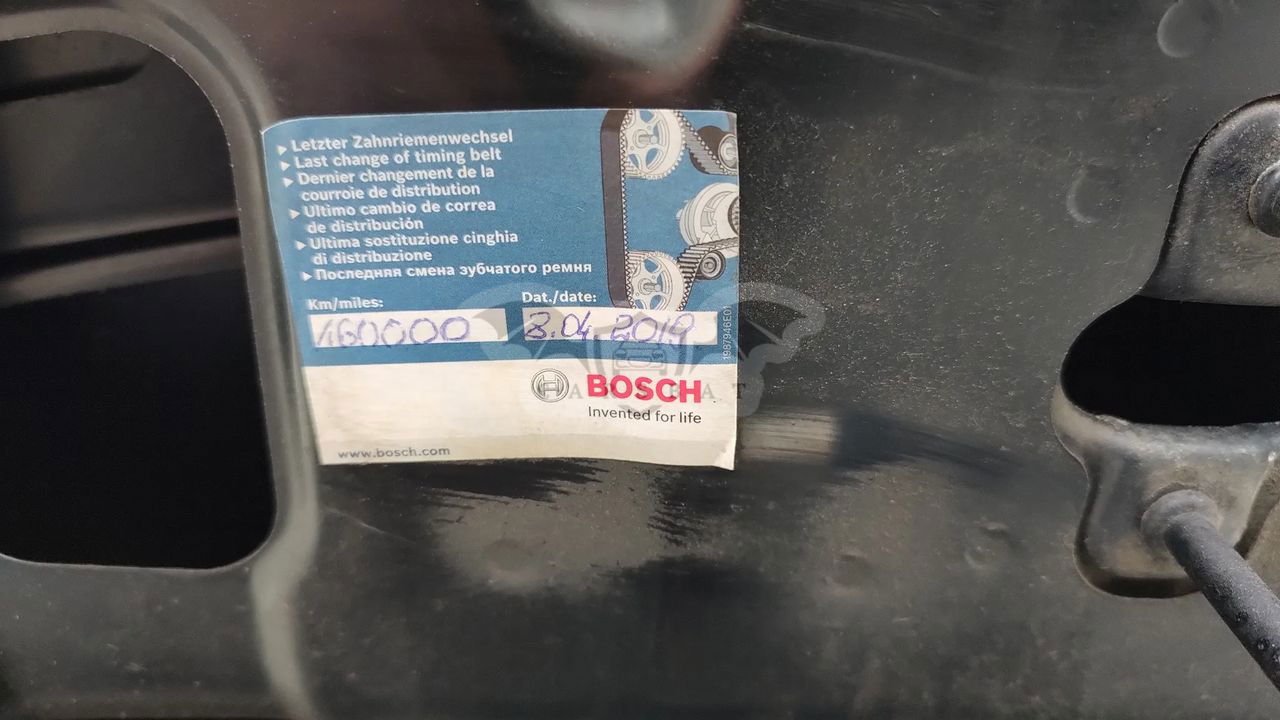 ▸ Letzter Zahnriemenwechsel
▸ Last change of timing belt
▸ Dernier changement de la
courroie de distribution
▸ Ultimo cambio de correa
de distribución
▸ Ultima sostituzione cinghia
di distribuzione
▸ Последняя смена зубчатого ремня
Km/miles: Dat./date:
160000 3.04.2019
1987946E01
BOSCH
Invented for life
www.bosch.com